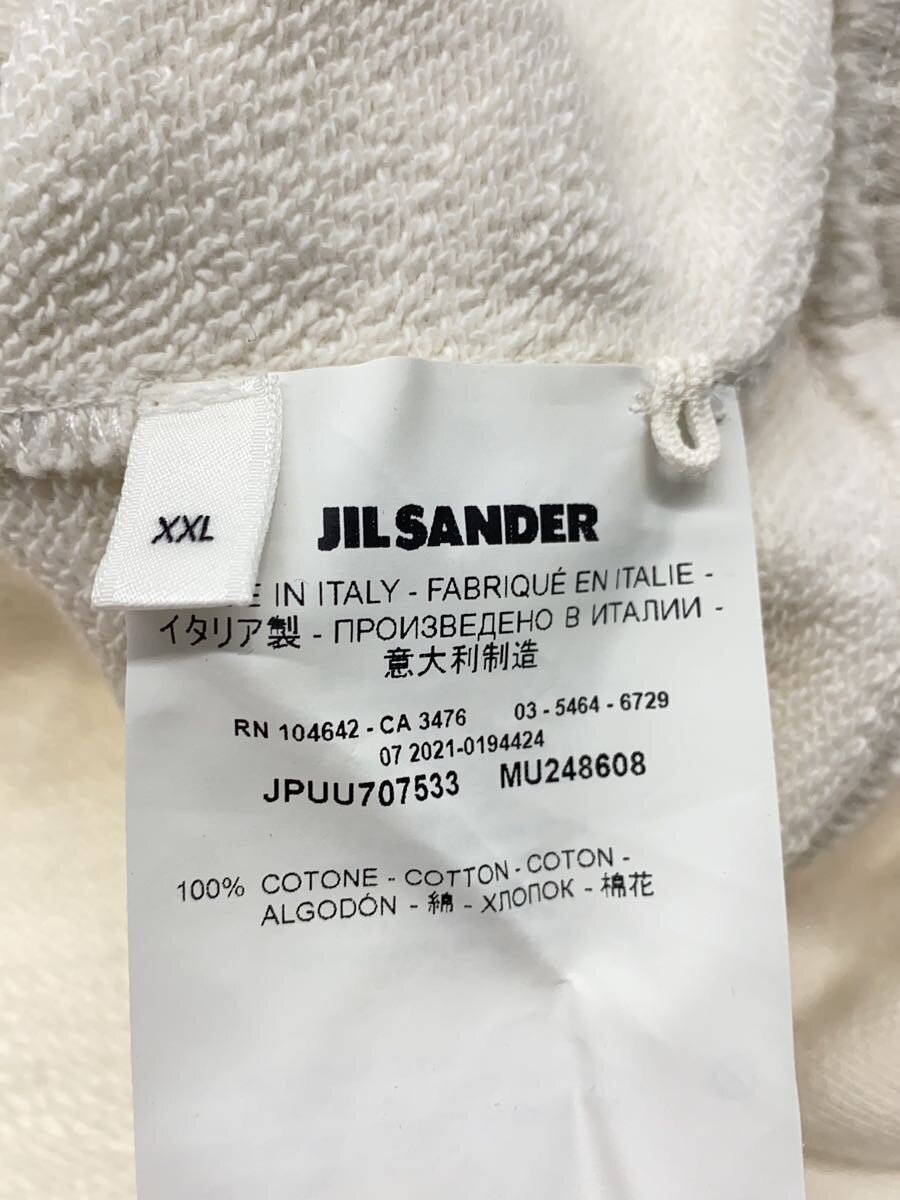 XXL
JIL SANDER
IN ITALY - FABRIQUÉ EN ITALIE -
イタリア製 - ПРОИЗВЕДЕНО В ИТАЛИИ -
意大利制造
RN 104642 - CA 3476 03 - 5464 - 6729
07 2021-0194424
JPUU707533 MU248608
100% COTONE - COTTON - COTON -
ALGODÓN - 綿 - ХЛОПОК - 棉花